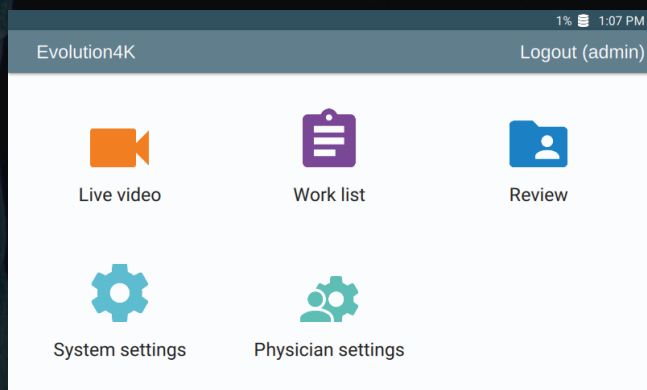 1% 1:07 PM
Evolution4K Logout (admin)
Live video Work list Review
System settings Physician settings